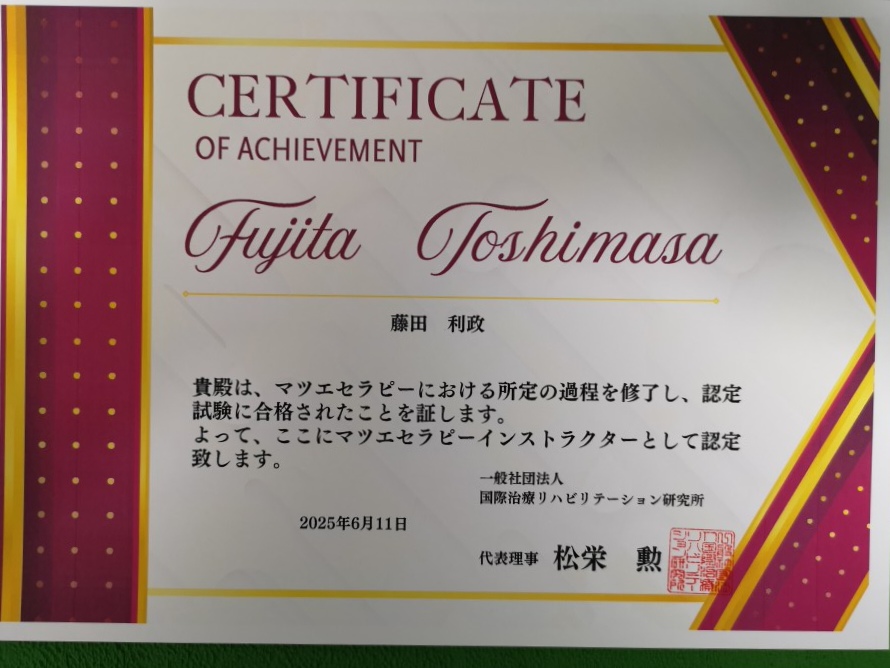 CERTIFICATE
OF ACHIEVEMENT
Fujita Toshimasa
藤田 利政
貴殿は、マツエセラピーにおける所定の過程を修了し、認定
試験に合格されたことを証します。
よって、ここにマツエセラピーインストラクターとして認定
致します。
一般社団法人
国際治療リハビリテーション研究所
2025年6月11日
代表理事 松栄 勲